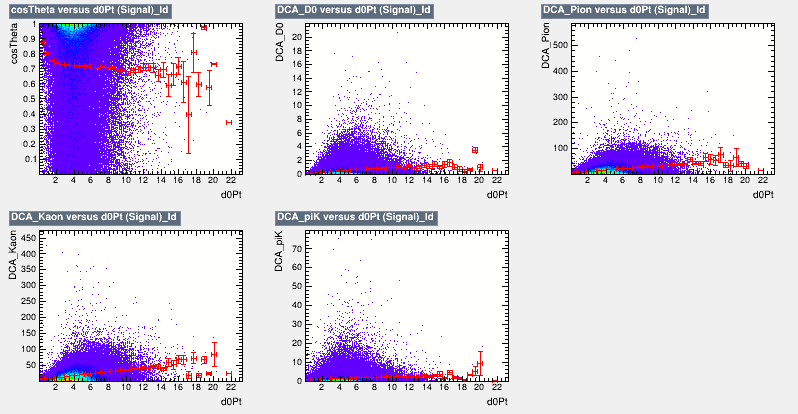 cosTheta versus d0Pt (Signal)_Id
cosTheta
1
0.9
0.8
0.7
0.6
0.5
0.4
0.3
0.2
0.1
2 4 6 8 10 12 14 16 18 20 22
d0Pt
DCA_D0 versus d0Pt (Signal)_Id
DCA_D0
22
20
18
16
14
12
10
8
6
4
2
0
2 4 6 8 10 12 14 16 18 20 22
d0Pt
DCA_Pion versus d0Pt (Signal)_Id
DCA_Pion
500
400
300
200
100
2 4 6 8 10 12 14 16 18 20 22
d0Pt
DCA_Kaon versus d0Pt (Signal)_Id
DCA_Kaon
450
400
350
300
250
200
150
100
50
2 4 6 8 10 12 14 16 18 20 22
d0Pt
DCA_piK versus d0Pt (Signal)_Id
DCA_piK
70
60
50
40
30
20
10
0
2 4 6 8 10 12 14 16 18 20 22
d0Pt